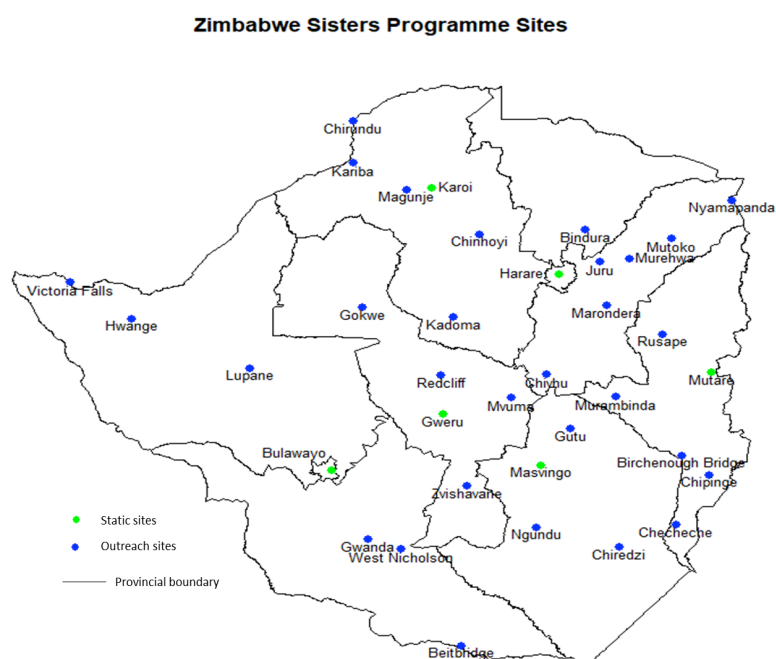 Zimbabwe Sisters Programme Sites
Chirundu
Kariba
Karoi
Magunje
Nyamapanda
Chinhoyi
Bindura
Mutoko
Murehwa
Harare
Juru
Victoria Falls
Gokwe
Marondera
Hwange
Kadoma
Rusape
Lupane
Redcliff
Chivhu
Mutare
Mvuma
Murambinda
Gweru
Gutu
Bulawayo
Birchenough Bridge
Masvingo
Chipinge
Zvishavane
Static sites
Ngundu
Checheche
Outreach sites
Gwanda
Chiredzi
West Nicholson
Provincial boundary
Beitbridge